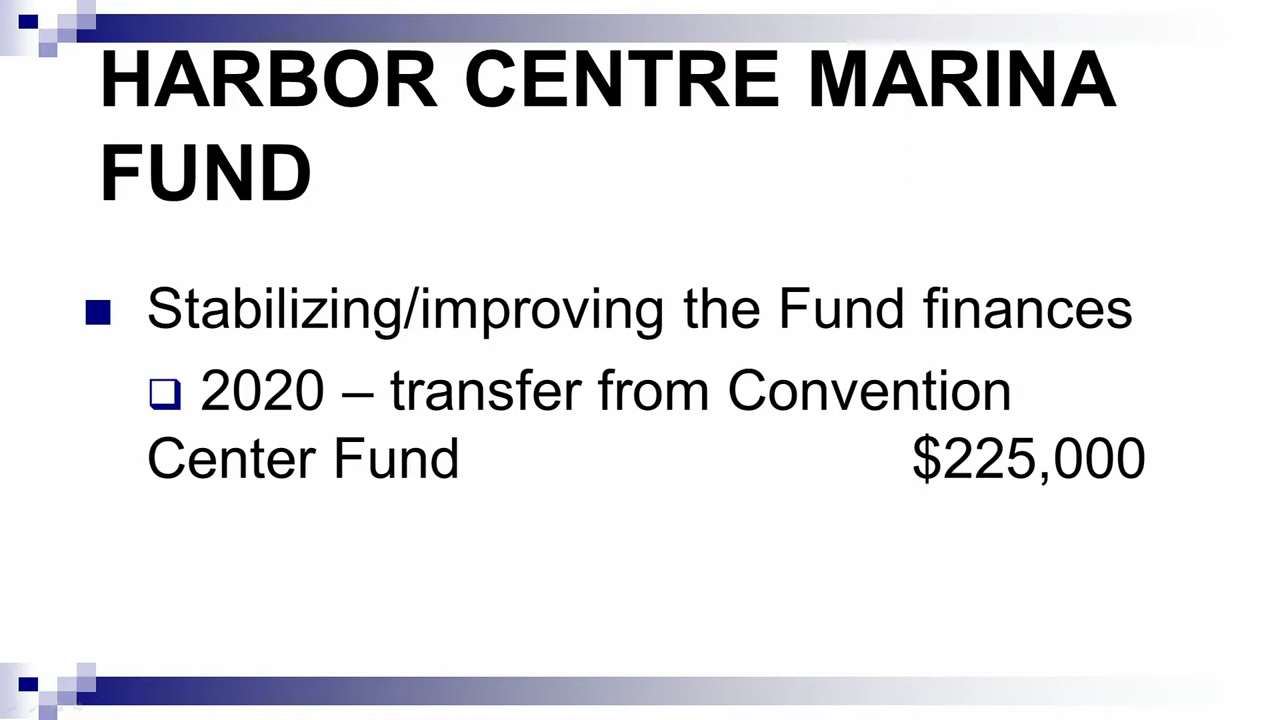 HARBOR CENTRE MARINA
FUND
Stabilizing/improving the Fund finances
2020 – transfer from Convention
Center Fund $225,000